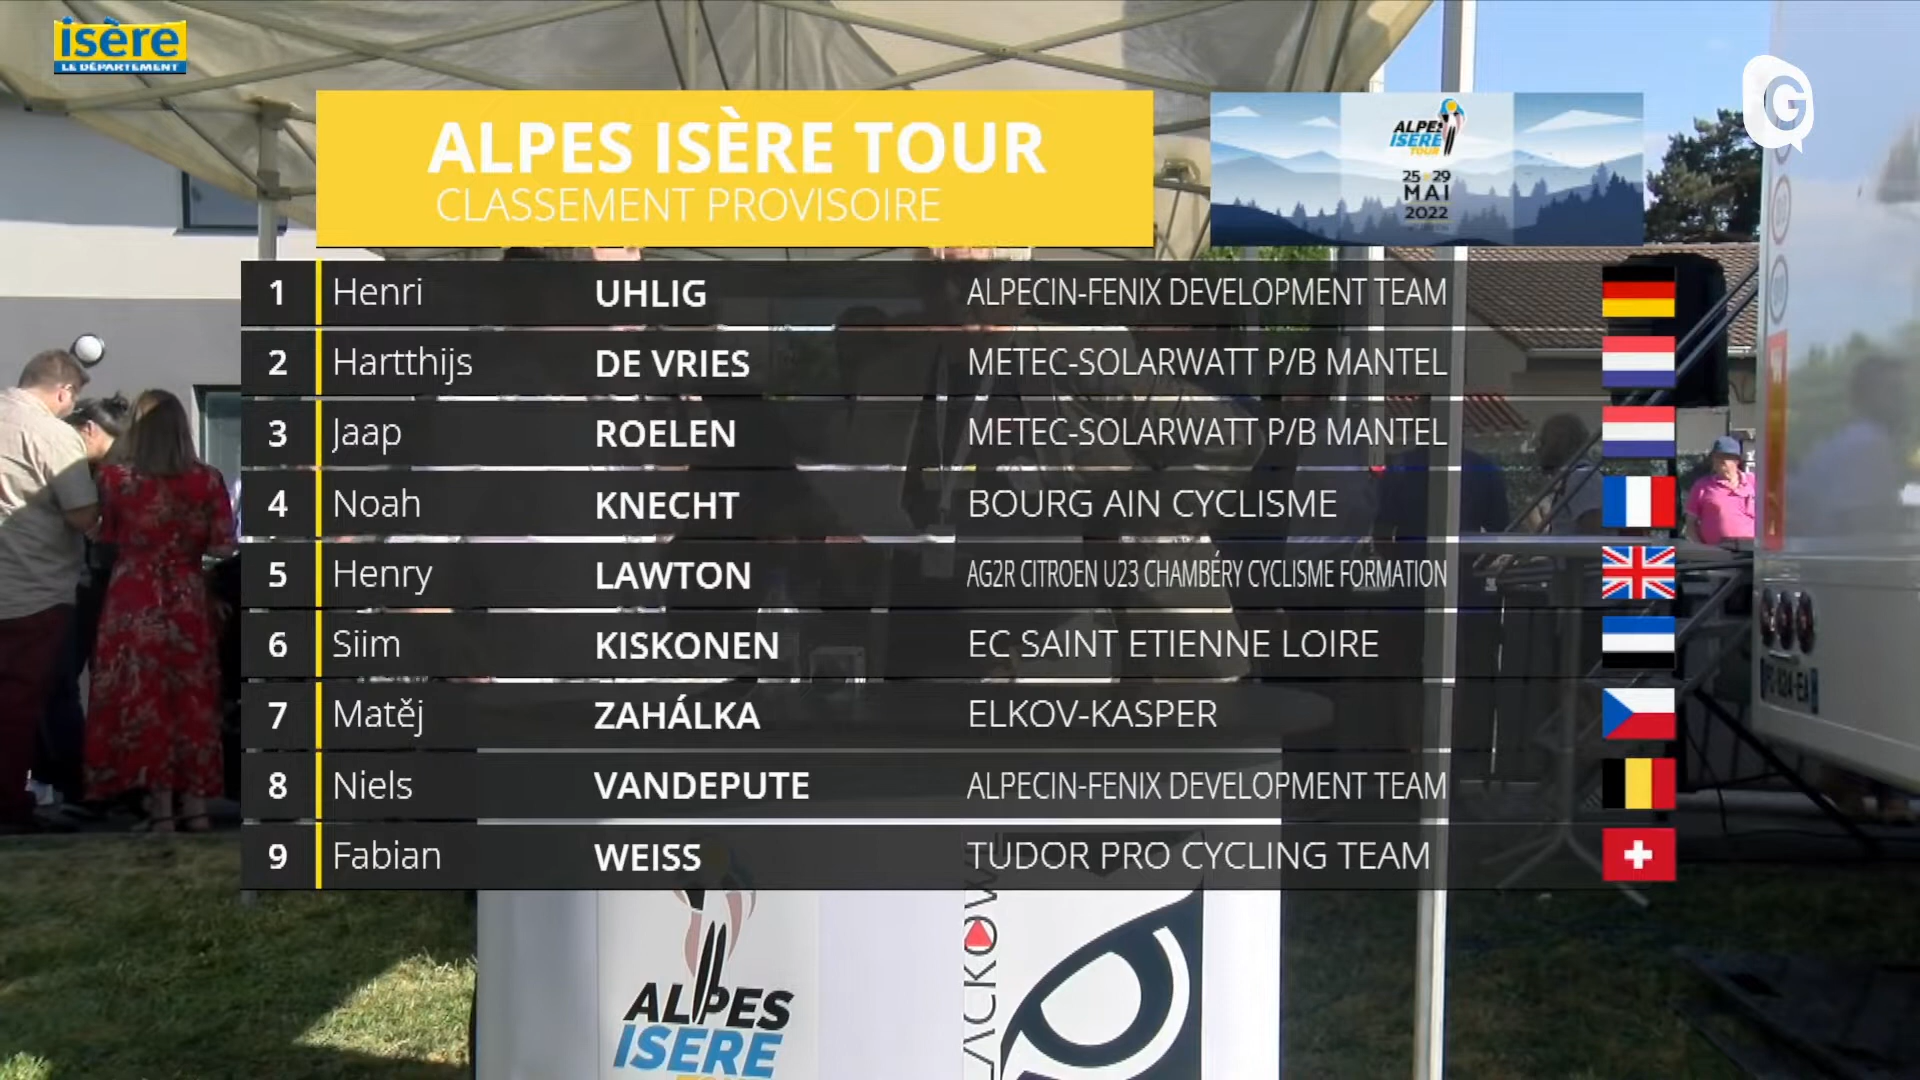 isère
LE DÉPARTEMENT
ALPES ISÈRE TOUR
CLASSEMENT PROVISOIRE
ALPES
ISÈRE
TOUR
25 29
MAI
2022
G
1 Henri UHLIG ALPECIN-FENIX DEVELOPMENT TEAM
2 Hartthijs DE VRIES METEC-SOLARWATT P/B MANTEL
3 Jaap ROELEN METEC-SOLARWATT P/B MANTEL
4 Noah KNECHT BOURG AIN CYCLISME
5 Henry LAWTON AG2R CITROEN U23 CHAMBÉRY CYCLISME FORMATION
6 Siim KISKONEN EC SAINT ETIENNE LOIRE
7 Matěj ZAHÁLKA ELKOV-KASPER
8 Niels VANDEPUTE ALPECIN-FENIX DEVELOPMENT TEAM
9 Fabian WEISS TUDOR PRO CYCLING TEAM
ALPES
ISÈRE